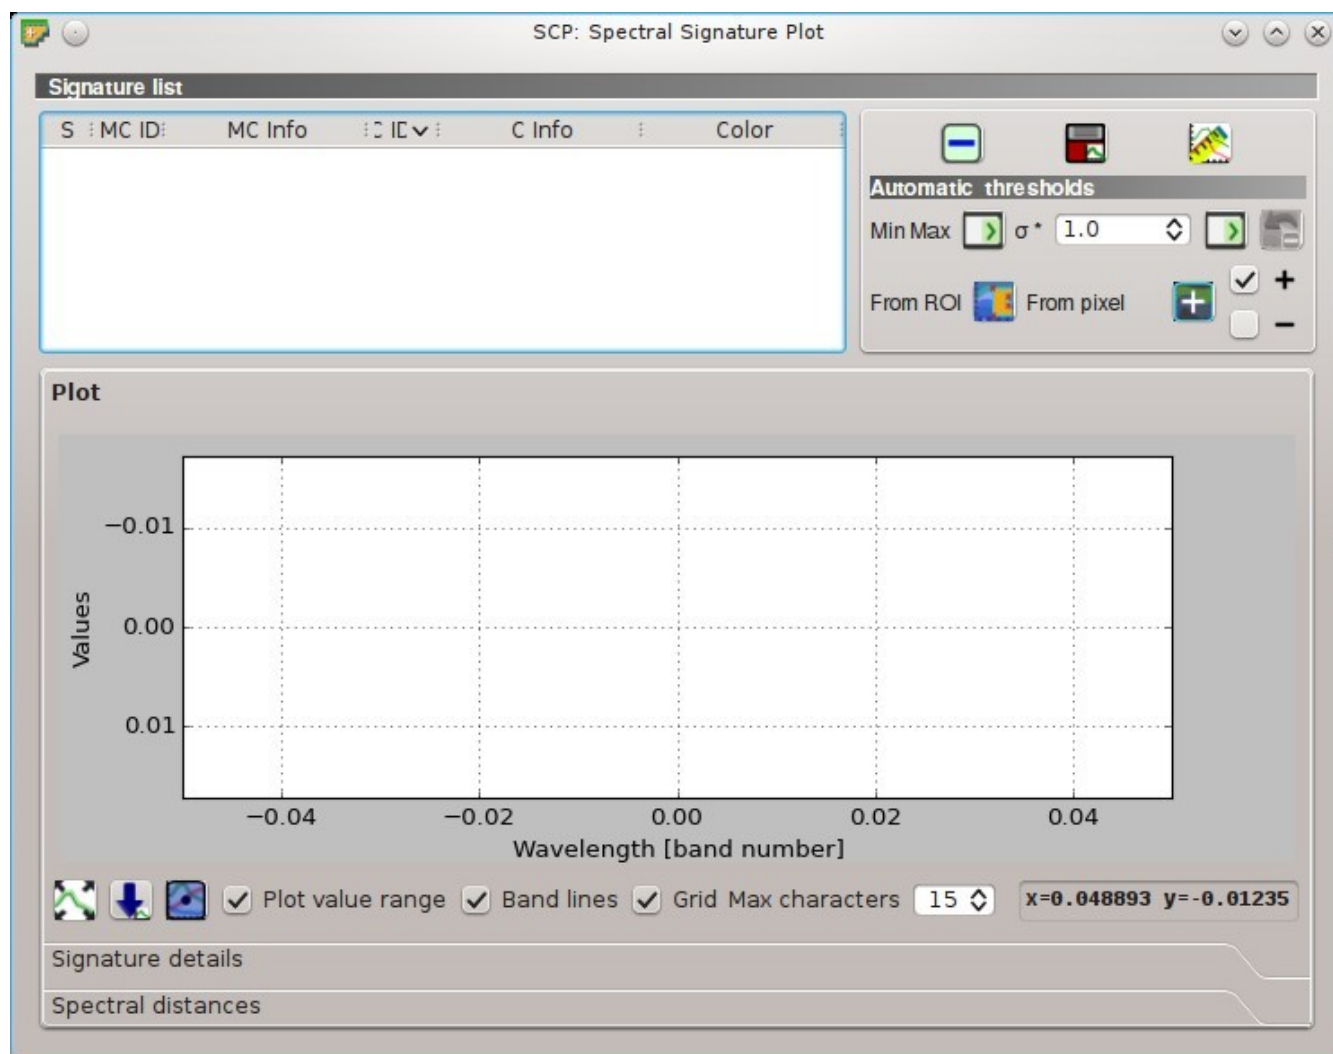 SCP: Spectral Signature Plot
Signature list
S MC ID MC Info C ID C Info Color
Automatic thresholds
Min Max σ * 1.0
From ROI From pixel + −
Plot
−0.01
0.00
0.01
Values
−0.04 −0.02 0.00 0.02 0.04
Wavelength [band number]
Plot value range Band lines Grid Max characters 15 x=0.048893 y=-0.01235
Signature details
Spectral distances